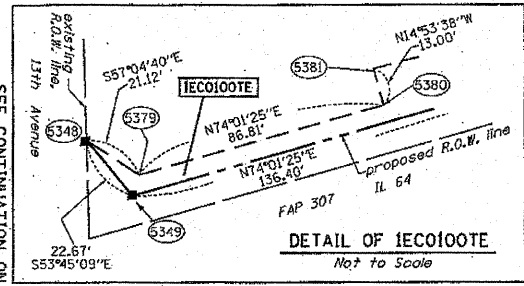 existing
R.O.W. line,
13th Avenue
S57°04'40"E
21.12'
1EC0100TE
N14°53'38"W
13.00'
5381
5380
5348
5379
N74°01'25"E
86.81'
N74°01'25"E
136.40'
proposed R.O.W. line
IL 64
FAP 307
5349
22.67'
S53°45'09"E
DETAIL OF 1EC0100TE
Not to Scale
SEE CONTINUATION ON